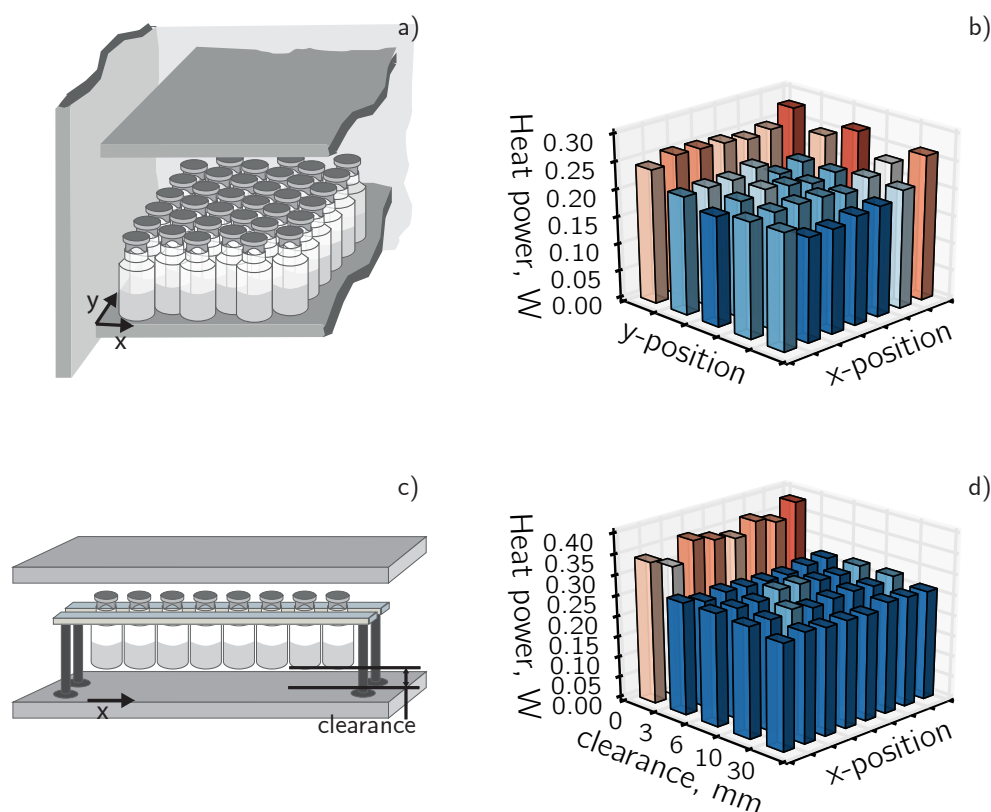 a)
y
x
b)
Heat power, W
0.30
0.25
0.20
0.15
0.10
0.05
0.00
y-position
x-position
c)
x
clearance
d)
Heat power, W
0.40
0.35
0.30
0.25
0.20
0.15
0.10
0.05
0.00
0
3
6
10
30
clearance, mm
x-position